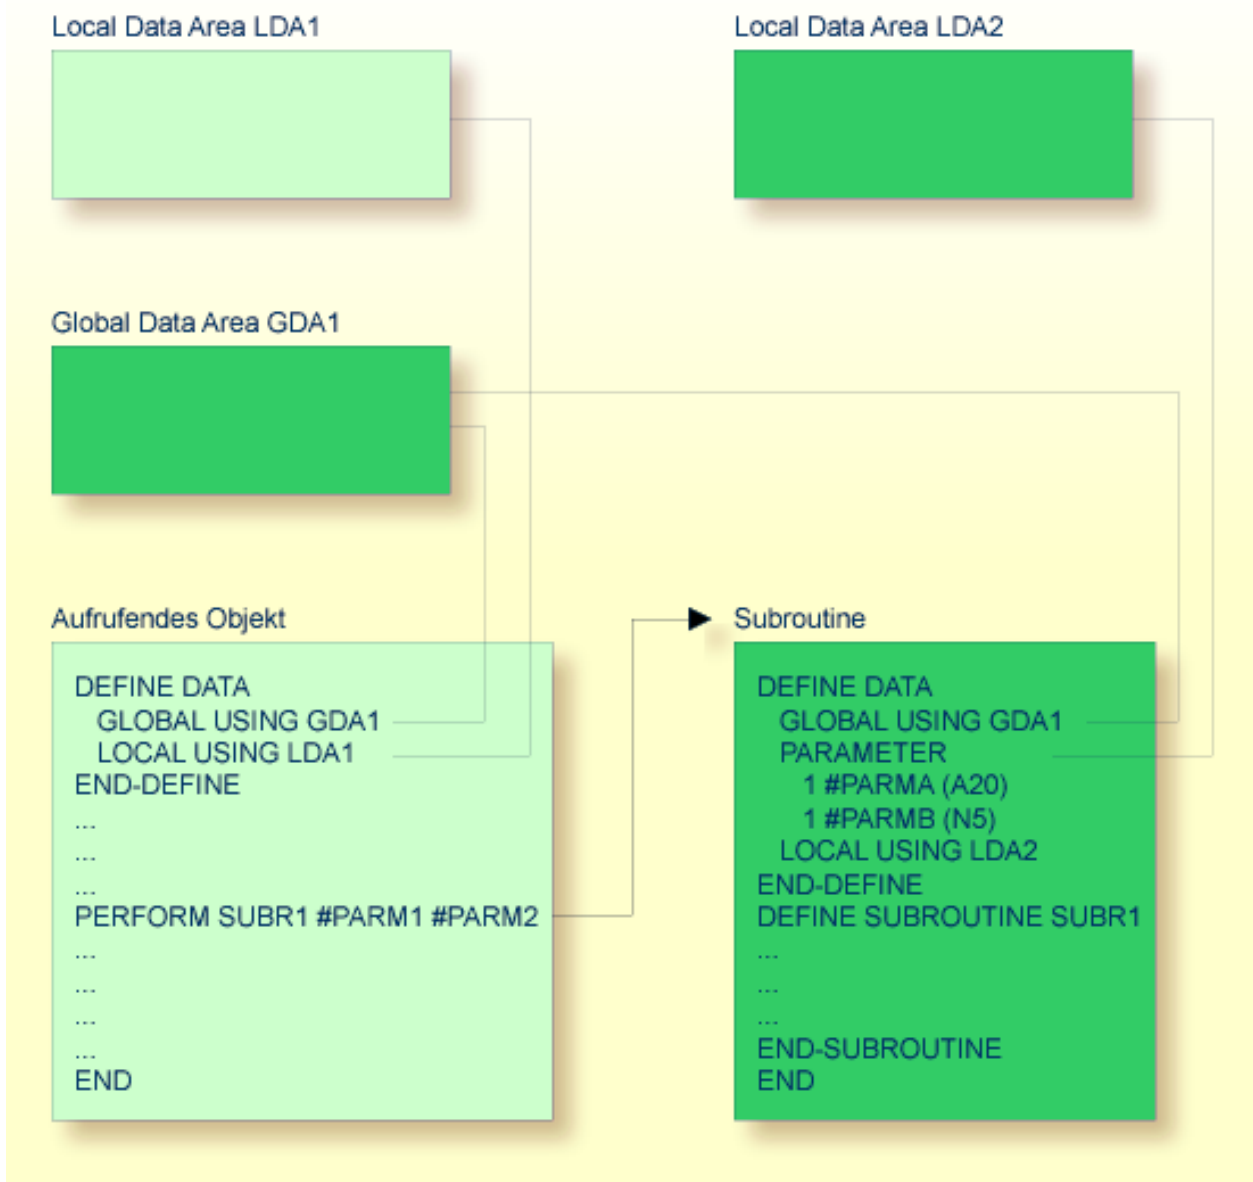 Local Data Area LDA1
Local Data Area LDA2
Global Data Area GDA1
Aufrufendes Objekt
DEFINE DATA
GLOBAL USING GDA1
LOCAL USING LDA1
END-DEFINE
...
...
...
PERFORM SUBR1 #PARM1 #PARM2
...
...
...
...
END
Subroutine
DEFINE DATA
GLOBAL USING GDA1
PARAMETER
1 #PARMA (A20)
1 #PARMB (N5)
LOCAL USING LDA2
END-DEFINE
DEFINE SUBROUTINE SUBR1
...
...
...
END-SUBROUTINE
END